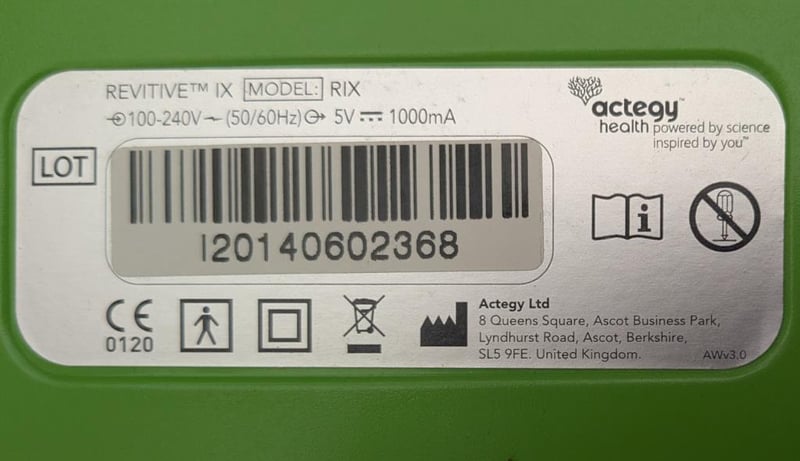 REVITIVE™ IX MODEL: RIX
100-240V~ (50/60Hz) 5V 1000mA
actegy™
health powered by science
inspired by you™
LOT
I20140602368
CE
0120
Actegy Ltd
8 Queens Square, Ascot Business Park,
Lyndhurst Road, Ascot, Berkshire,
SL5 9FE. United Kingdom.
AWv3.0